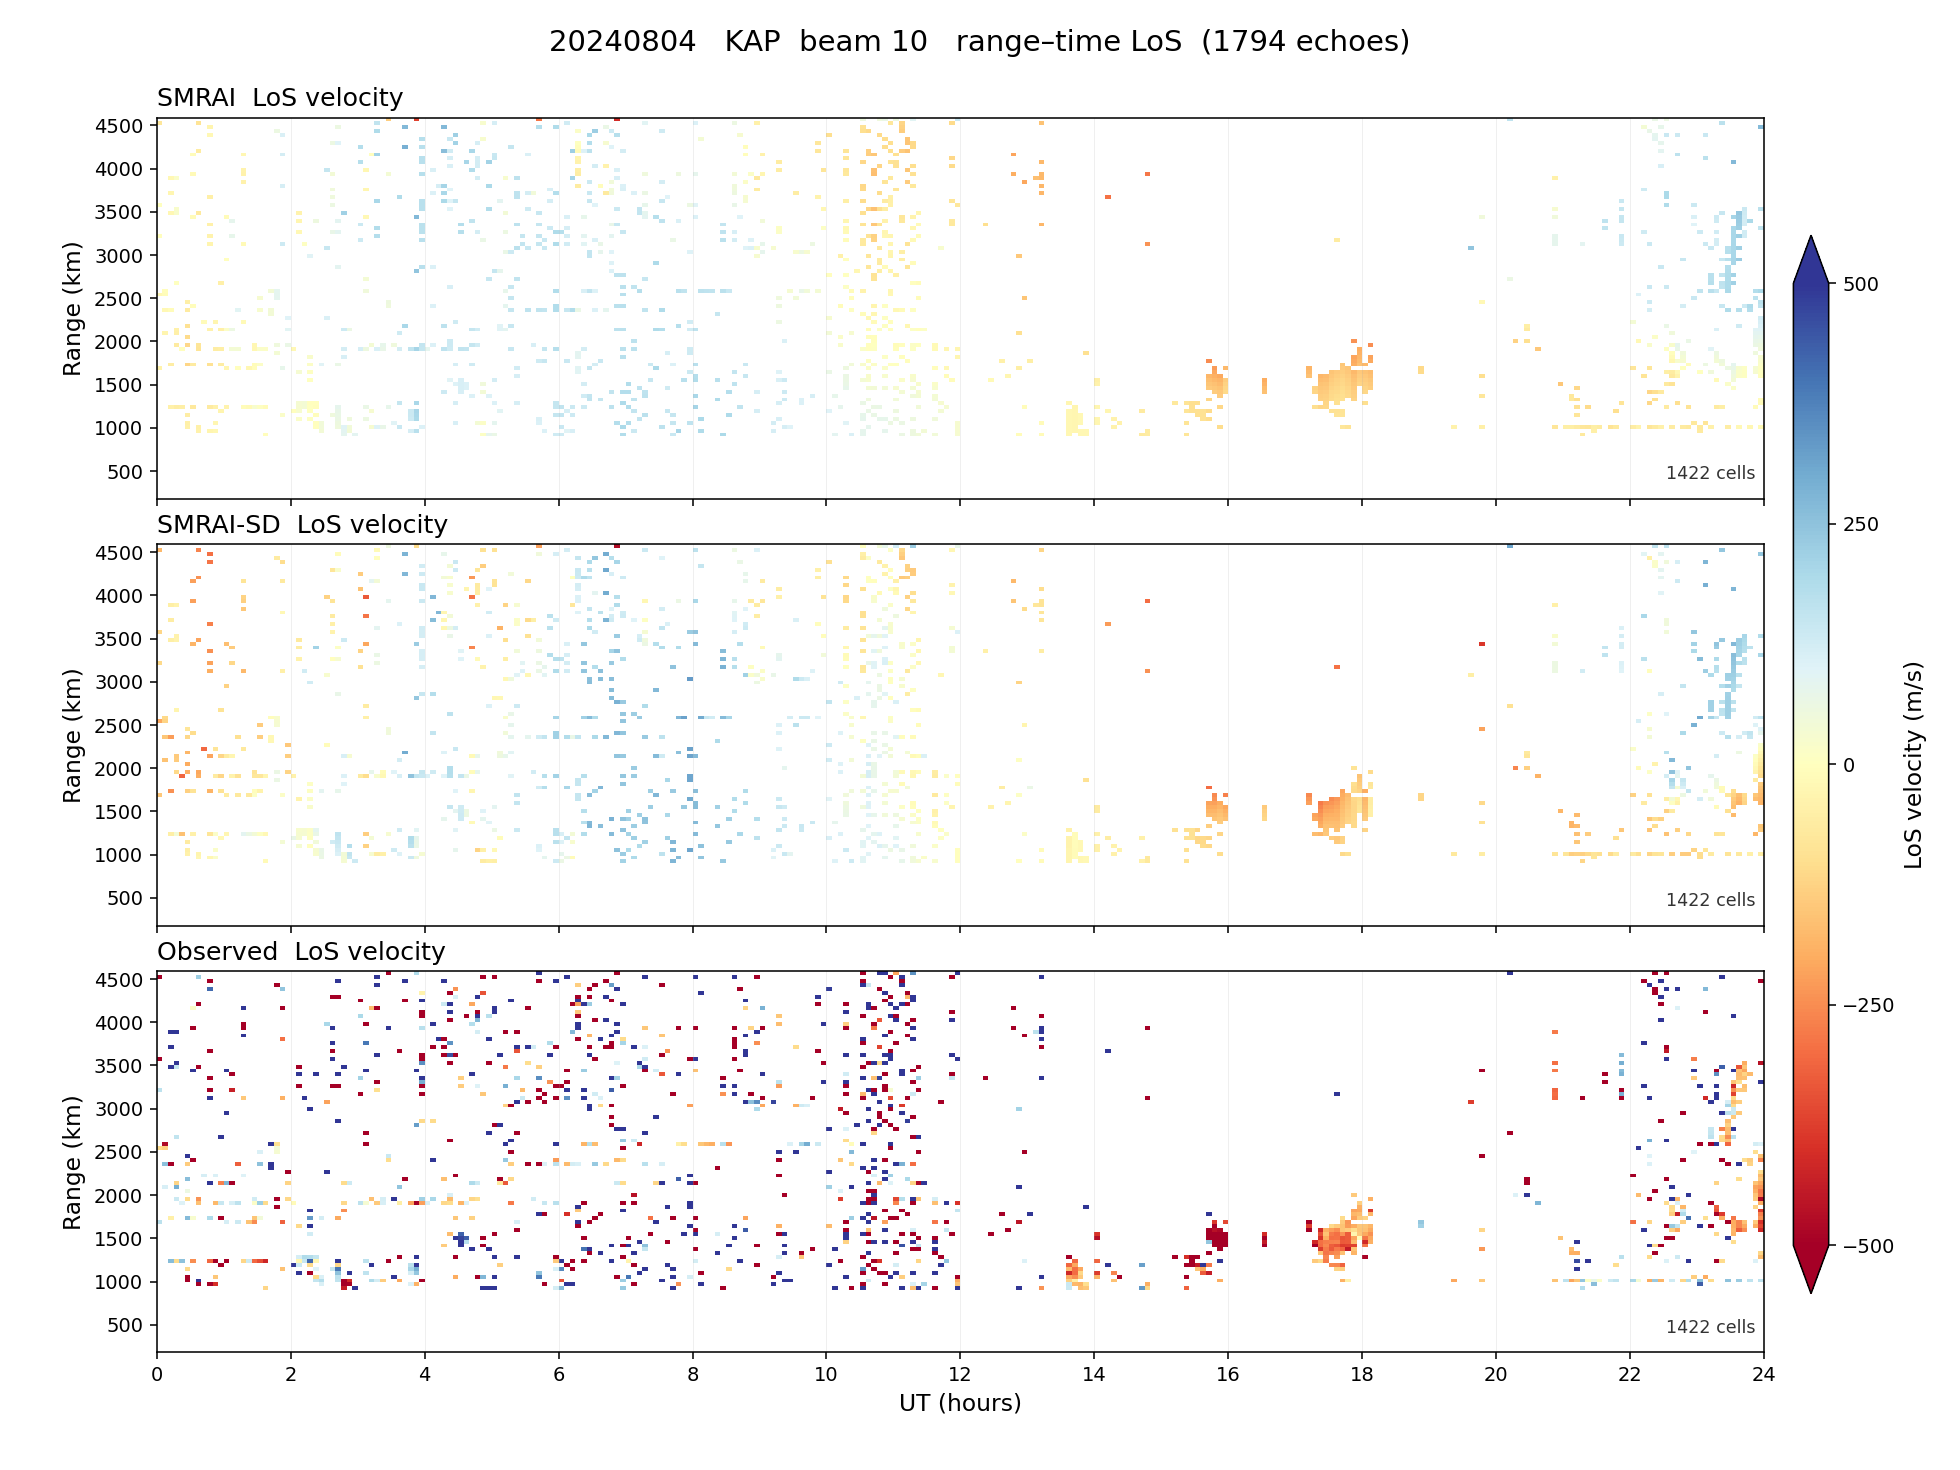 20240804   KAP  beam 10   range–time LoS  (1794 echoes)
SMRAI  LoS velocity
4500
4000
3500
3000
2500
2000
1500
1000
500
Range (km)
1422 cells
SMRAI-SD  LoS velocity
4500
4000
3500
3000
2500
2000
1500
1000
500
Range (km)
1422 cells
Observed  LoS velocity
4500
4000
3500
3000
2500
2000
1500
1000
500
Range (km)
1422 cells
0 2 4 6 8 10 12 14 16 18 20 22 24
UT (hours)
500
250
0
−250
−500
LoS velocity (m/s)